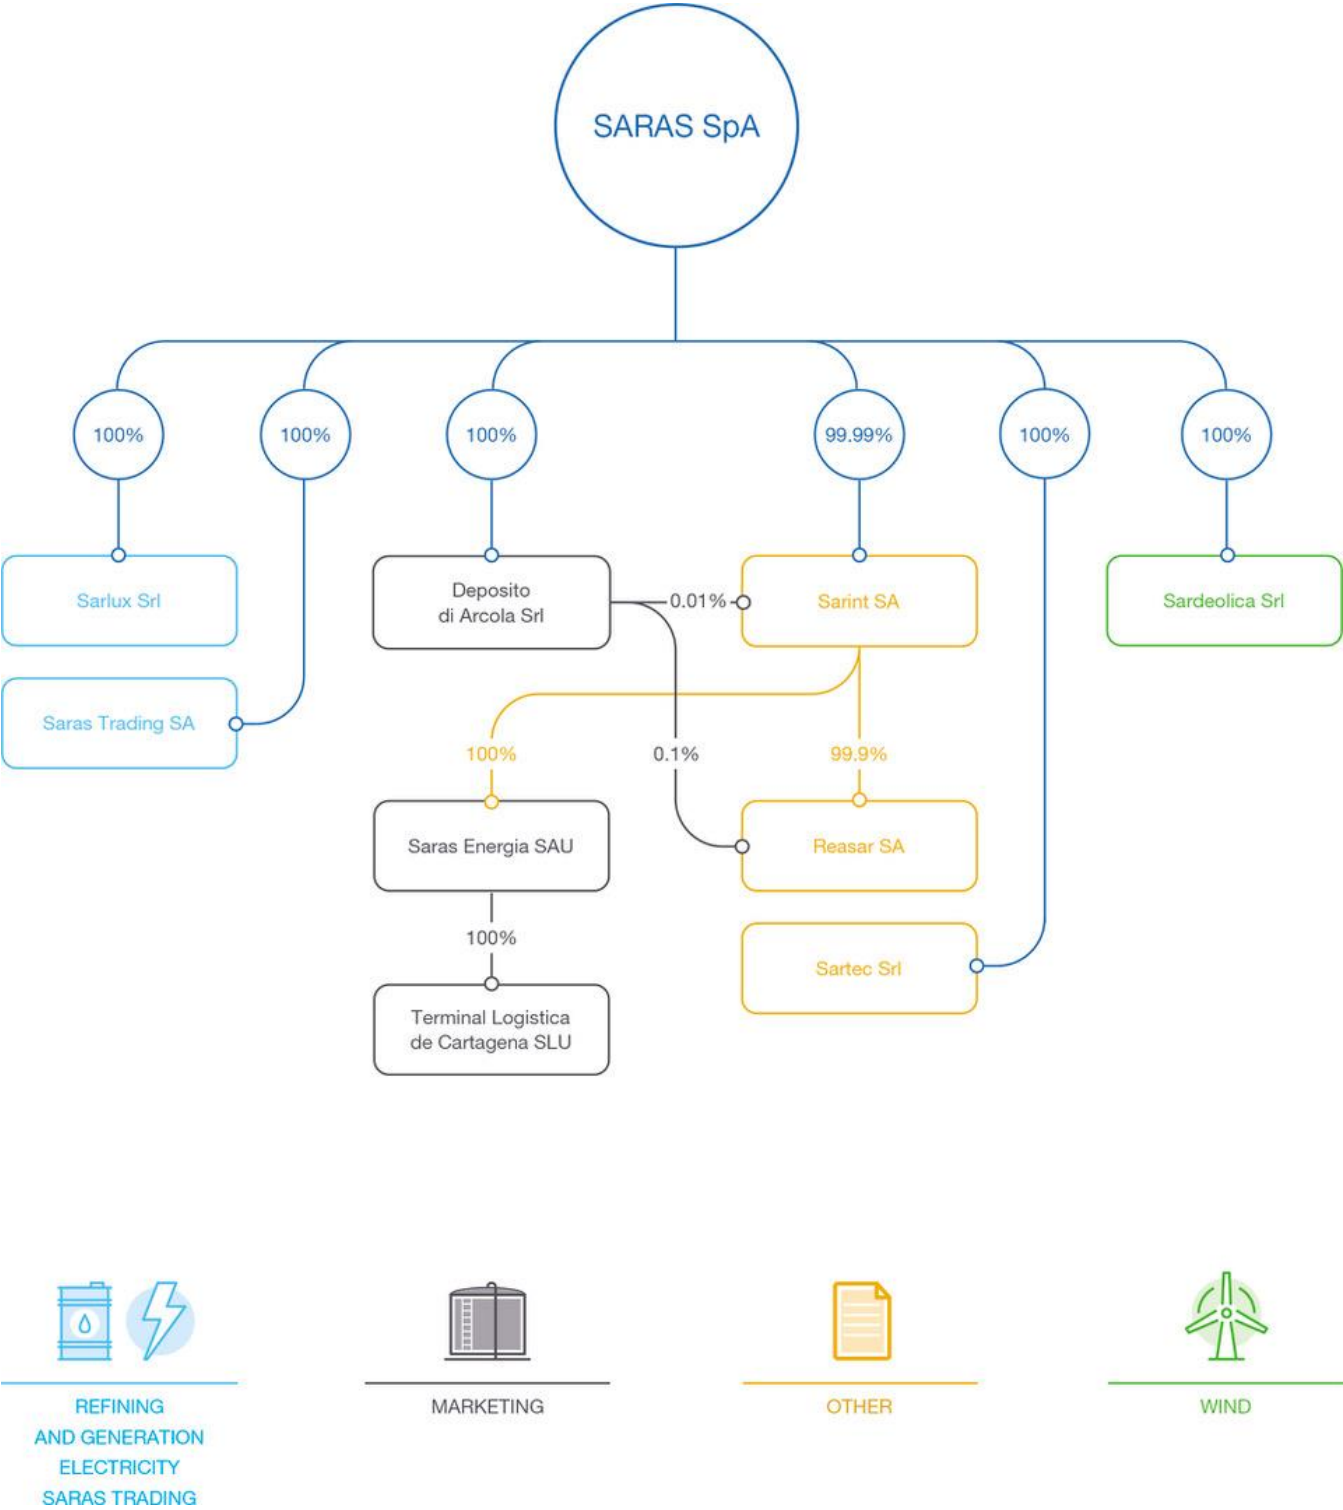 SARAS SpA
100%
100%
100%
99.99%
100%
100%
Sarlux Srl
Deposito
di Arcola Srl
0.01%
Sarint SA
Sardeolica Srl
Saras Trading SA
100%
0.1%
99.9%
Saras Energia SAU
Reasar SA
100%
Sartec Srl
Terminal Logistica
de Cartagena SLU
REFINING
AND GENERATION
ELECTRICITY
SARAS TRADING
MARKETING
OTHER
WIND